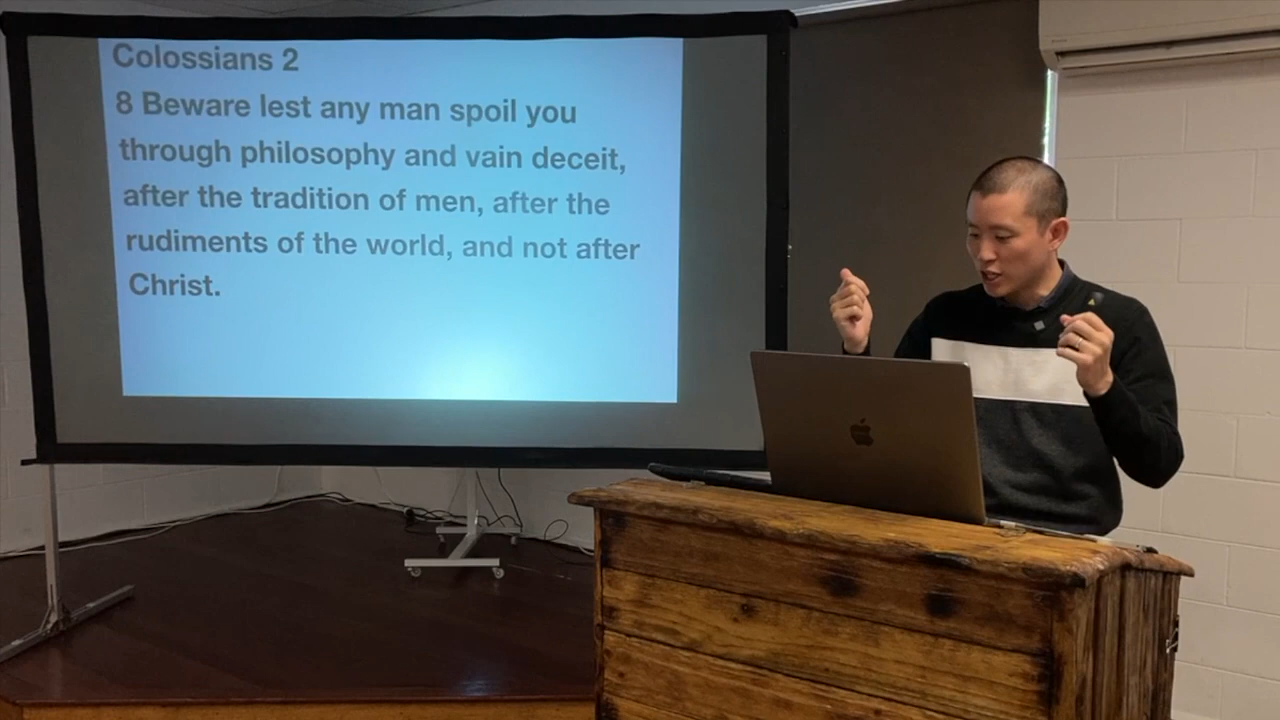 Colossians 2
8 Beware lest any man spoil you
through philosophy and vain deceit,
after the tradition of men, after the
rudiments of the world, and not after
Christ.